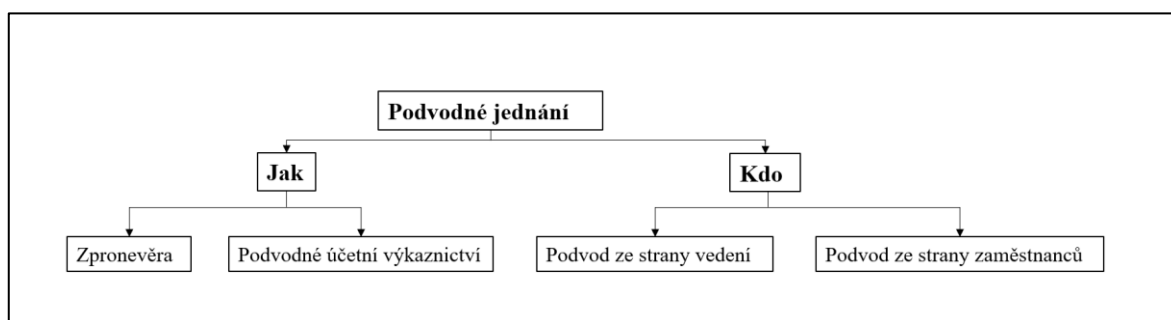 Podvodné jednání
Jak
Kdo
Zpronevěra
Podvodné účetní výkaznictví
Podvod ze strany vedení
Podvod ze strany zaměstnanců